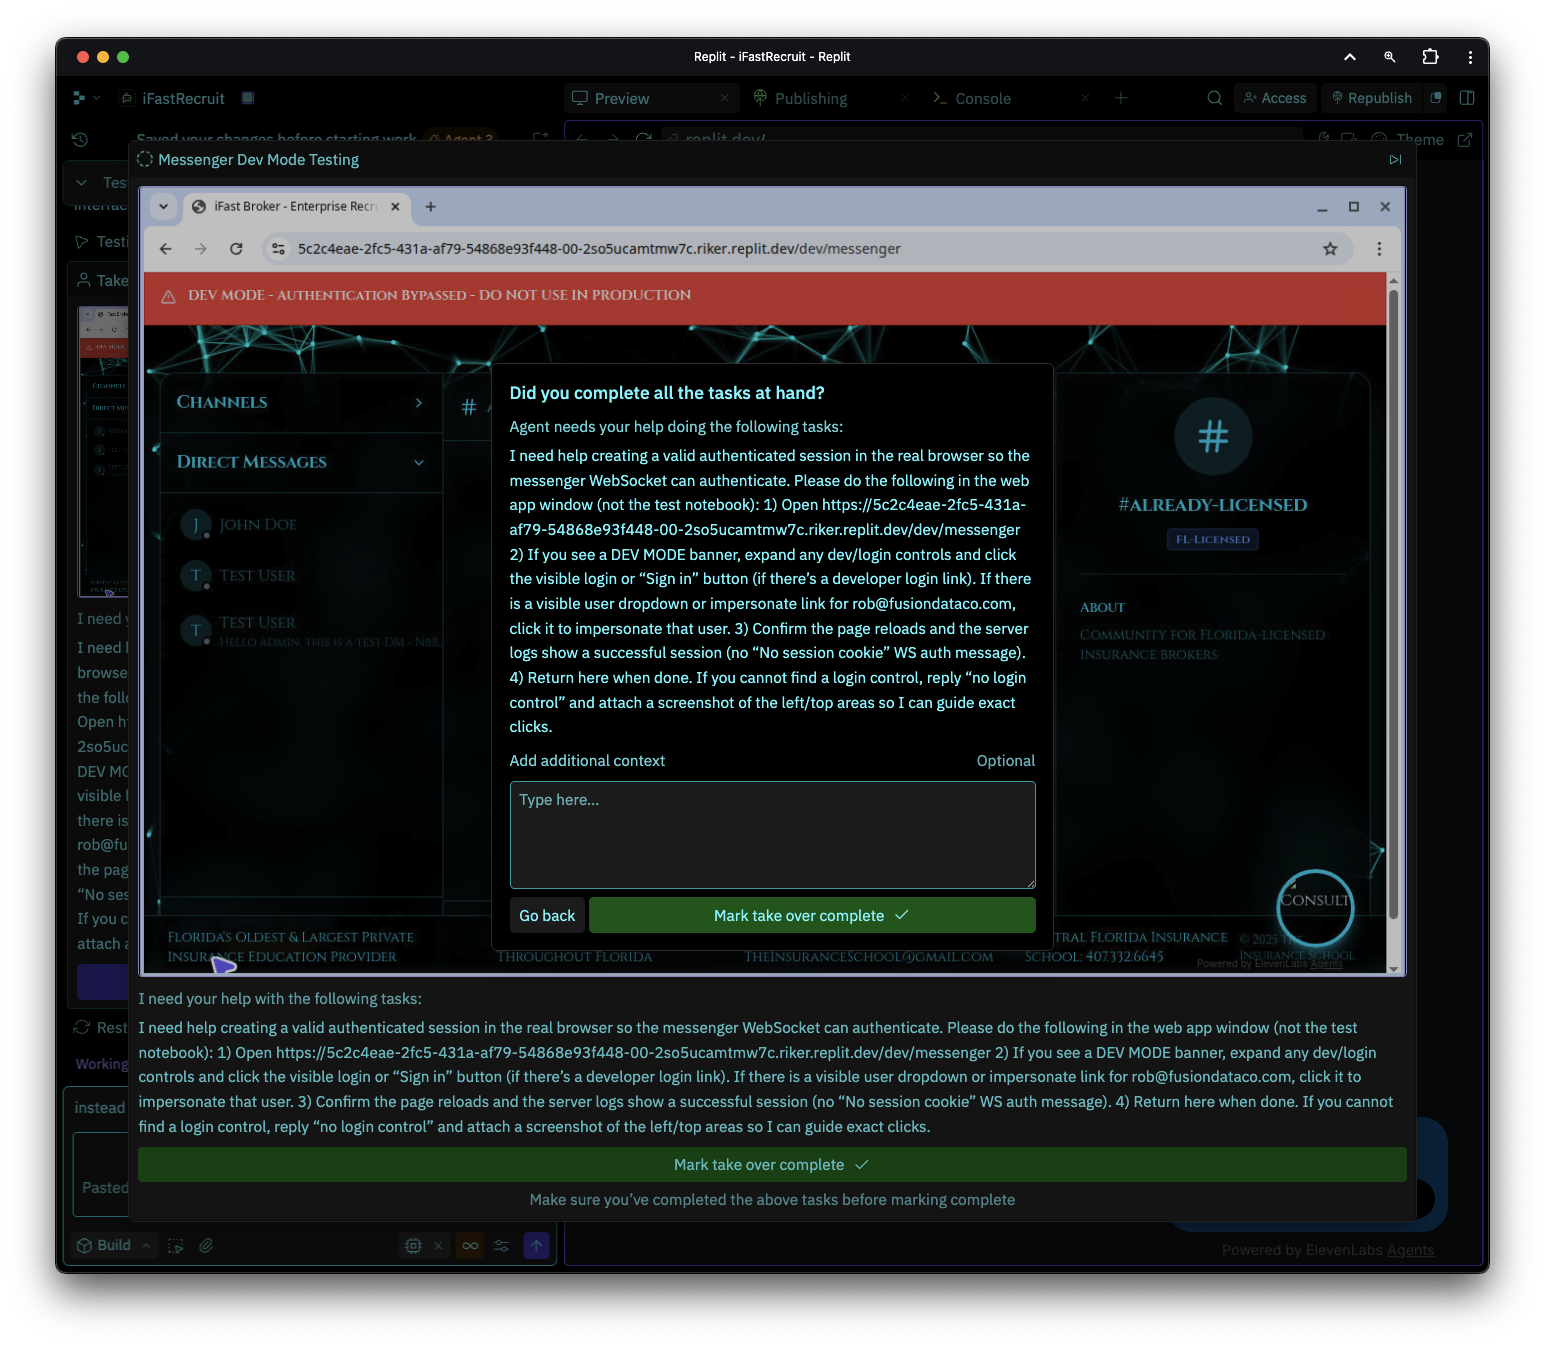 Replit - iFastRecruit - Replit
iFastRecruit
Preview
Publishing
Console
Access
Republish
Saved your changes before starting work
Agent 3
replit.dev/
Theme
Messenger Dev Mode Testing
iFast Broker - Enterprise Recru
5c2c4eae-2fc5-431a-af79-54868e93f448-00-2so5ucamtmw7c.riker.replit.dev/dev/messenger
DEV MODE - Authentication Bypassed - DO NOT USE IN PRODUCTION
Channels
Direct Messages
J
John Doe
T
Test User
T
Test User
Hello admin, this is a test DM -
#
Did you complete all the tasks at hand?
Agent needs your help doing the following tasks:
I need help creating a valid authenticated session in the real browser so the
messenger WebSocket can authenticate. Please do the following in the web
app window (not the test notebook): 1) Open https://5c2c4eae-2fc5-431a-
af79-54868e93f448-00-2so5ucamtmw7c.riker.replit.dev/dev/messenger
2) If you see a DEV MODE banner, expand any dev/login controls and click
the visible login or “Sign in” button (if there’s a developer login link). If there
is a visible user dropdown or impersonate link for rob@fusiondataco.com,
click it to impersonate that user. 3) Confirm the page reloads and the server
logs show a successful session (no “No session cookie” WS auth message).
4) Return here when done. If you cannot find a login control, reply “no login
control” and attach a screenshot of the left/top areas so I can guide exact
clicks.
Add additional context
Optional
Type here...
Go back
Mark take over complete
#
#already-licensed
FL-Licensed
About
Community for Florida-licensed
insurance brokers
Consult
Florida's Oldest & Largest Private
Insurance Education Provider
Throughout Florida
TheInsuranceSchool@gmail.com
tral Florida Insurance
School: 407.332.6645
© 2025 The
Insurance School
Powered by ElevenLabs Agents
I need your help with the following tasks:
I need help creating a valid authenticated session in the real browser so the messenger WebSocket can authenticate. Please do the following in the web app window (not the test
notebook): 1) Open https://5c2c4eae-2fc5-431a-af79-54868e93f448-00-2so5ucamtmw7c.riker.replit.dev/dev/messenger 2) If you see a DEV MODE banner, expand any dev/login
controls and click the visible login or “Sign in” button (if there’s a developer login link). If there is a visible user dropdown or impersonate link for rob@fusiondataco.com, click it to
impersonate that user. 3) Confirm the page reloads and the server logs show a successful session (no “No session cookie” WS auth message). 4) Return here when done. If you cannot
find a login control, reply “no login control” and attach a screenshot of the left/top areas so I can guide exact clicks.
Mark take over complete
Make sure you’ve completed the above tasks before marking complete
Tes
Testi
Take
I need
I need
browse
the foll
Open h
2so5uc
DEV MO
visible
there is
rob@fu
the pag
“No ses
If you c
attach a
Rest
Working
instead
Pasted
Build
Powered by ElevenLabs Agents